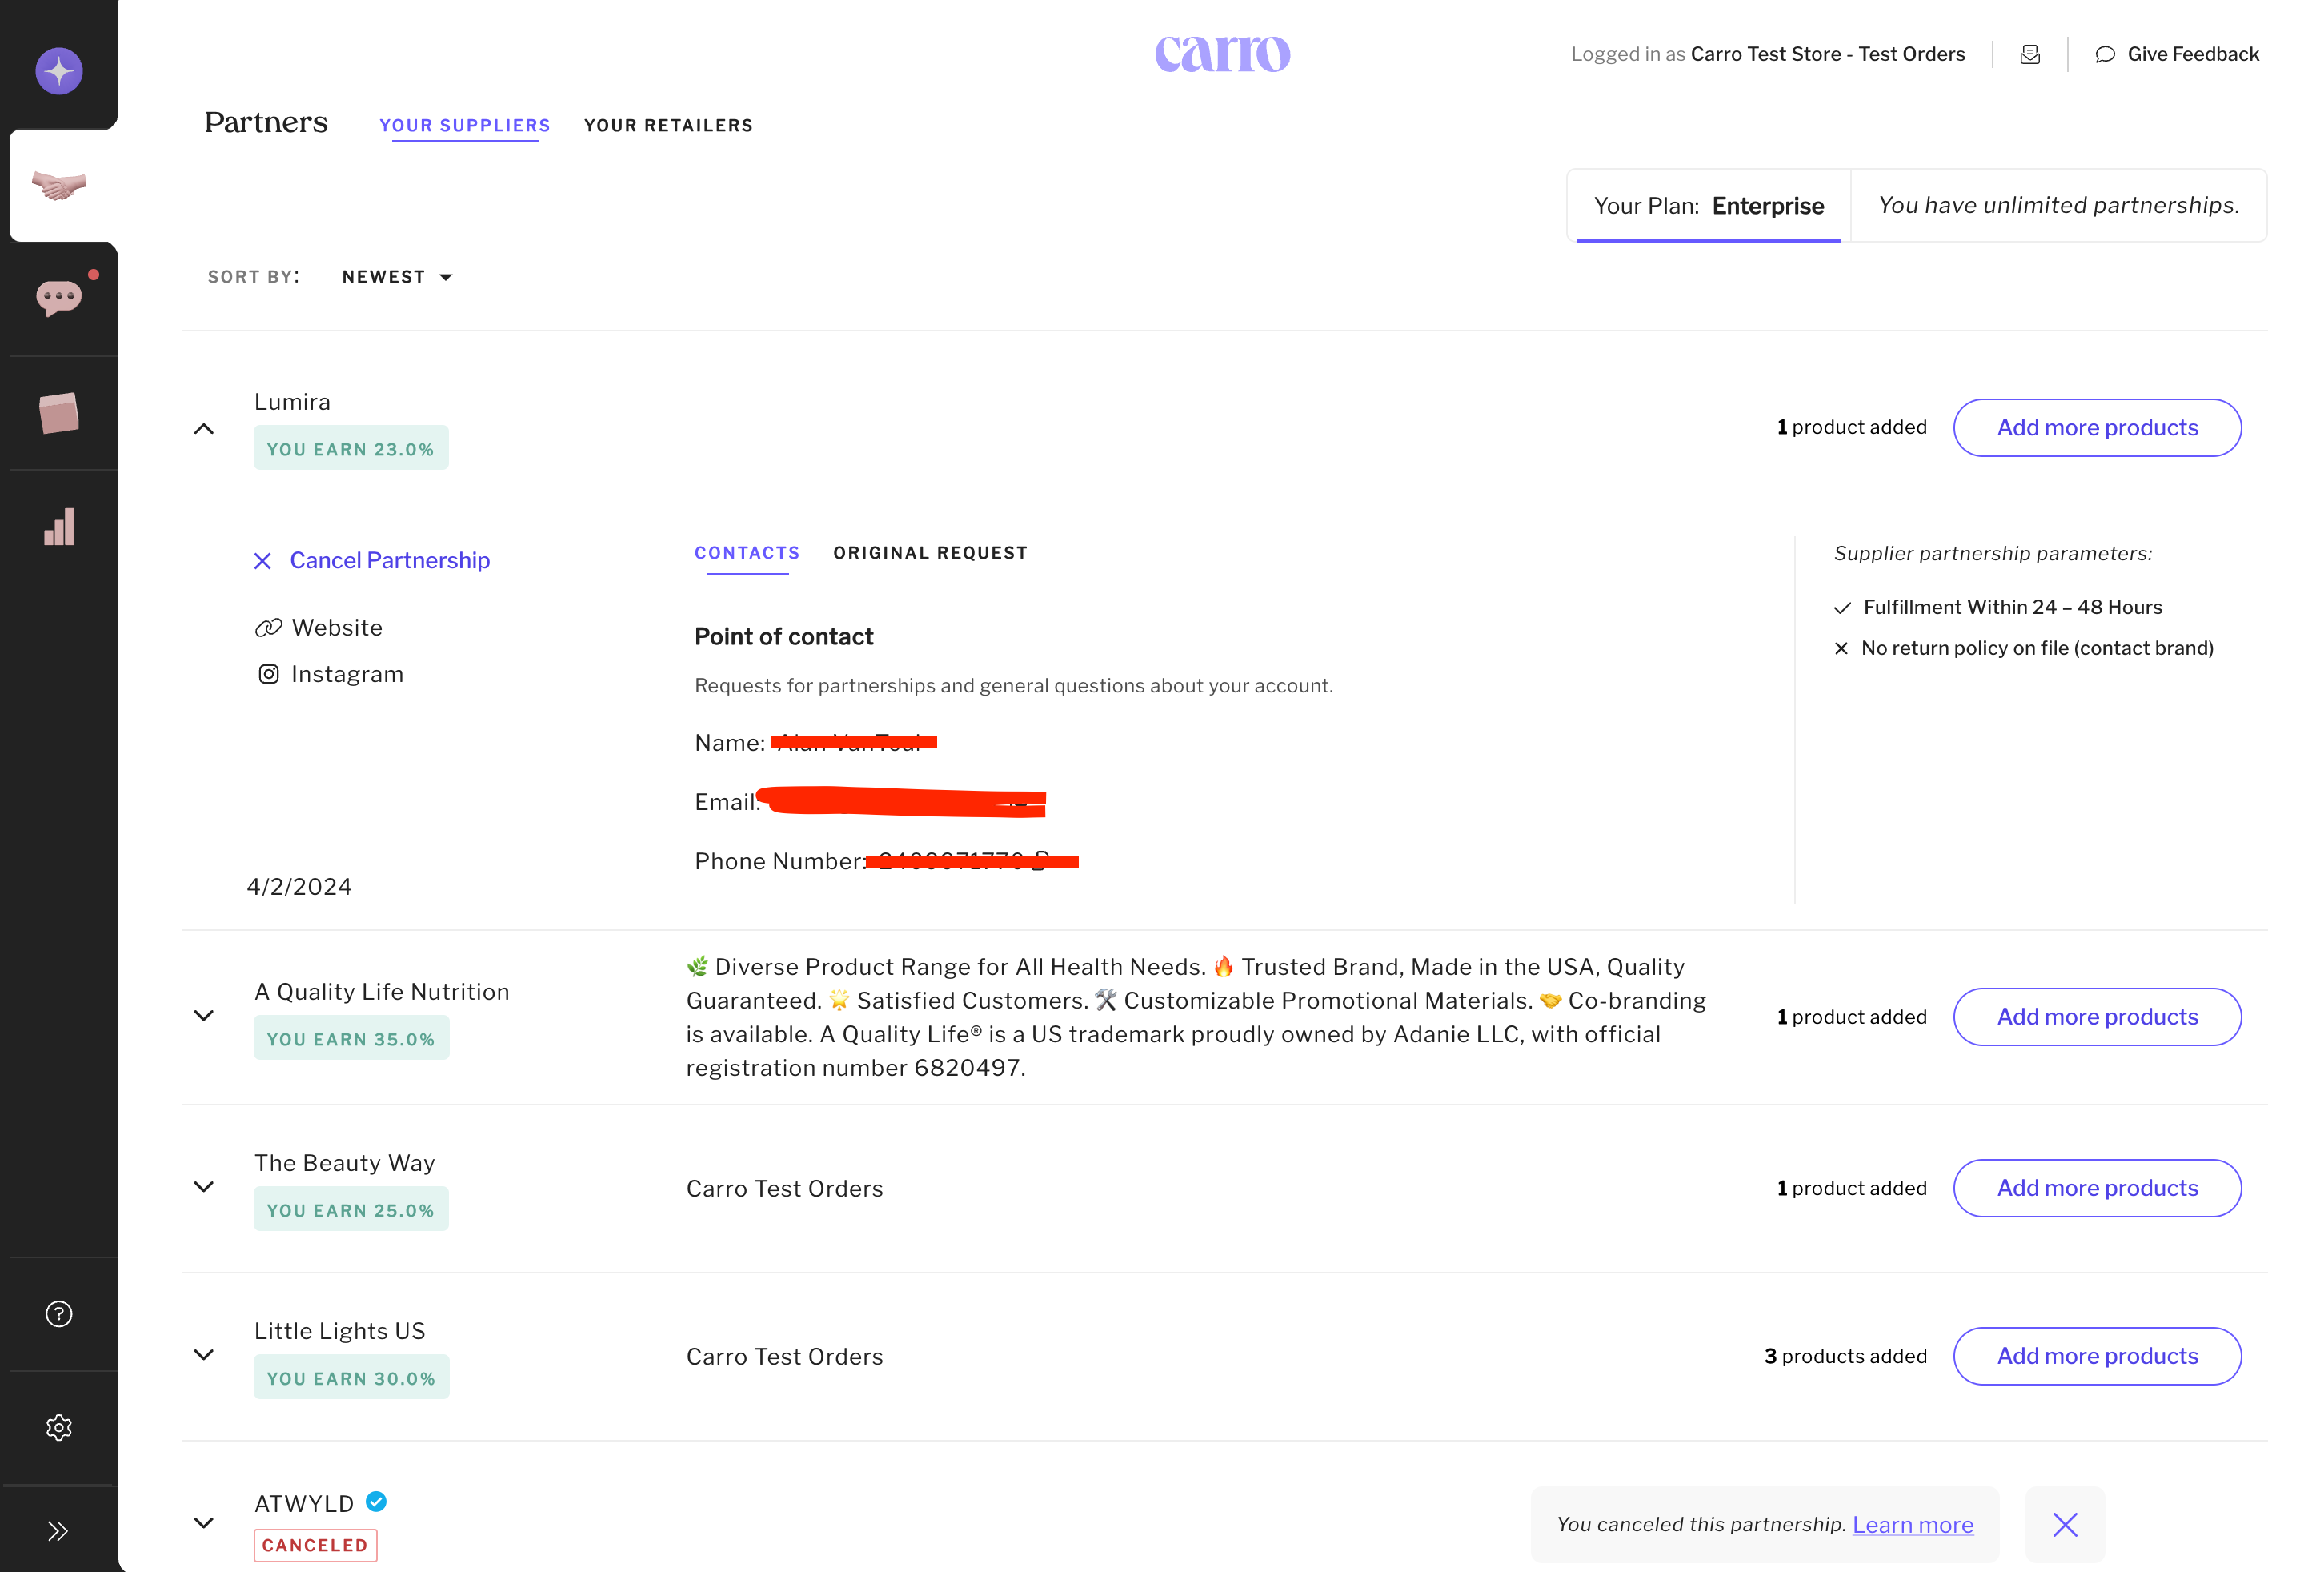 carro
Logged in as Carro Test Store - Test Orders
Give Feedback
Partners
YOUR SUPPLIERS
YOUR RETAILERS
Your Plan: Enterprise
You have unlimited partnerships.
SORT BY:
NEWEST
Lumira
YOU EARN 23.0%
1 product added
Add more products
Cancel Partnership
Website
Instagram
4/2/2024
CONTACTS
ORIGINAL REQUEST
Point of contact
Requests for partnerships and general questions about your account.
Name:
Email:
Phone Number:
Supplier partnership parameters:
Fulfillment Within 24 – 48 Hours
No return policy on file (contact brand)
A Quality Life Nutrition
YOU EARN 35.0%
🌿 Diverse Product Range for All Health Needs. 🔥 Trusted Brand, Made in the USA, Quality
Guaranteed. 🌟 Satisfied Customers. 🛠 Customizable Promotional Materials. 🤝 Co-branding
is available. A Quality Life® is a US trademark proudly owned by Adanie LLC, with official
registration number 6820497.
1 product added
Add more products
The Beauty Way
YOU EARN 25.0%
Carro Test Orders
1 product added
Add more products
Little Lights US
YOU EARN 30.0%
Carro Test Orders
3 products added
Add more products
ATWYLD
CANCELED
You canceled this partnership. Learn more